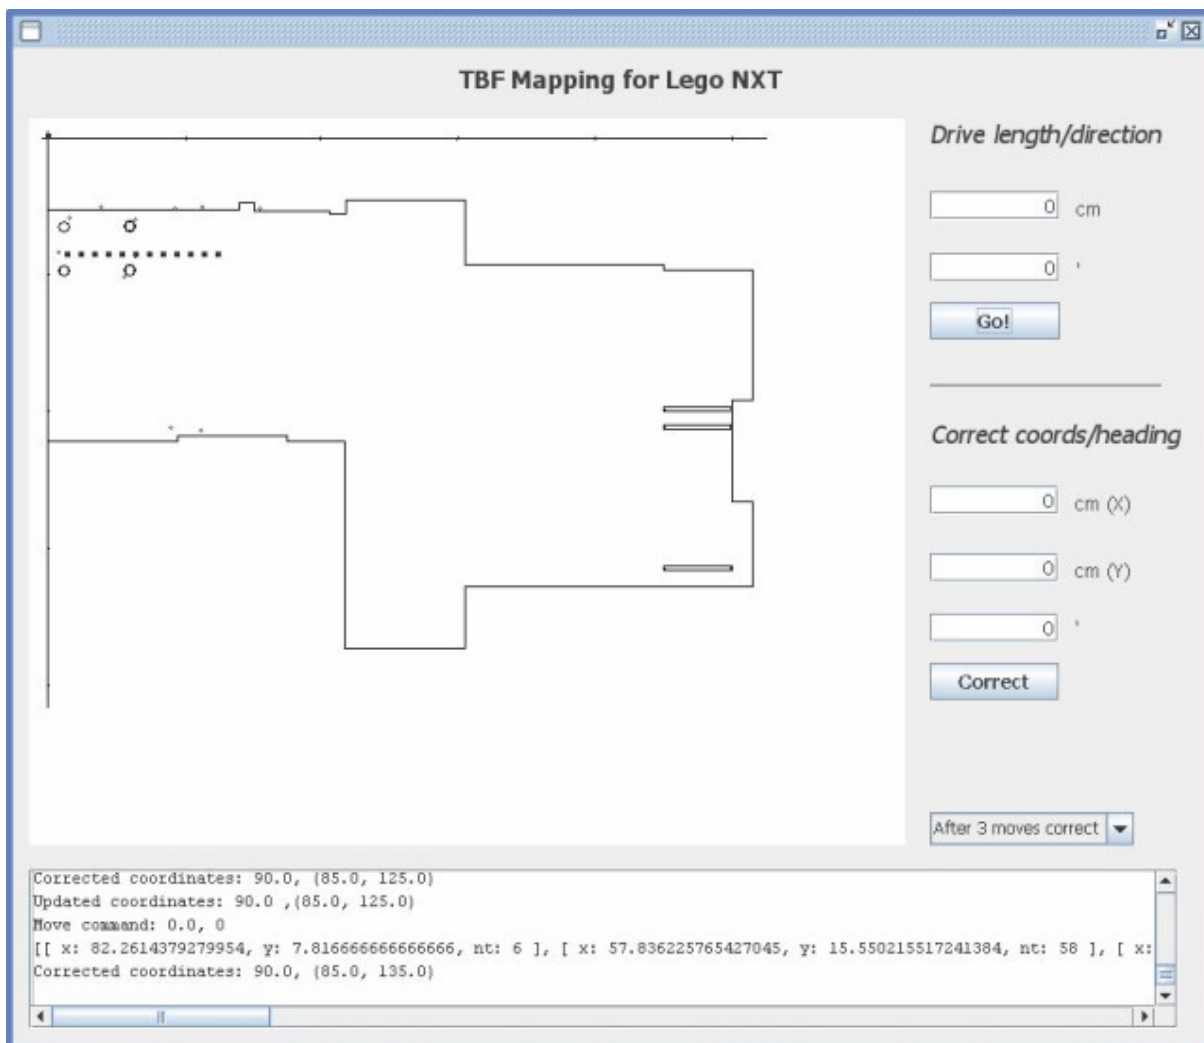 TBF Mapping for Lego NXT
Drive length/direction
0 cm
0 '
Go!
Correct coords/heading
0 cm (X)
0 cm (Y)
0 '
Correct
After 3 moves correct
Corrected coordinates: 90.0, (85.0, 125.0)
Updated coordinates: 90.0 ,(85.0, 125.0)
Move command: 0.0, 0
[[ x: 82.2614379279954, y: 7.816666666666666, nt: 6 ], [ x: 57.836225765427045, y: 15.550215517241384, nt: 58 ], [ x:
Corrected coordinates: 90.0, (85.0, 135.0)